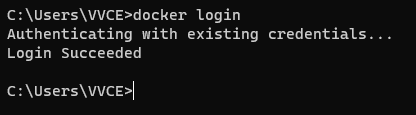 C:\Users\VVCE>docker login
Authenticating with existing credentials...
Login Succeeded
C:\Users\VVCE>